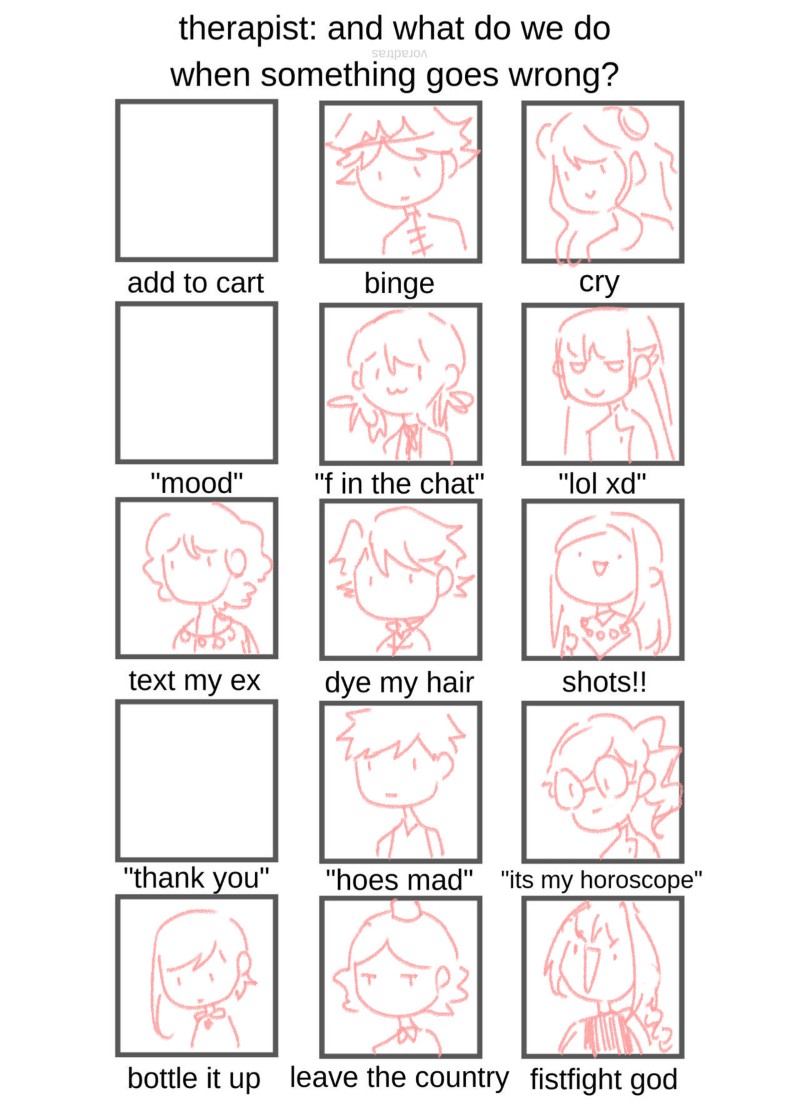 therapist: and what do we do
voradtras
when something goes wrong?
add to cart
binge
cry
"mood"
"f in the chat"
"lol xd"
text my ex
dye my hair
shots!!
"thank you"
"hoes mad"
"its my horoscope"
bottle it up
leave the country
fistfight god